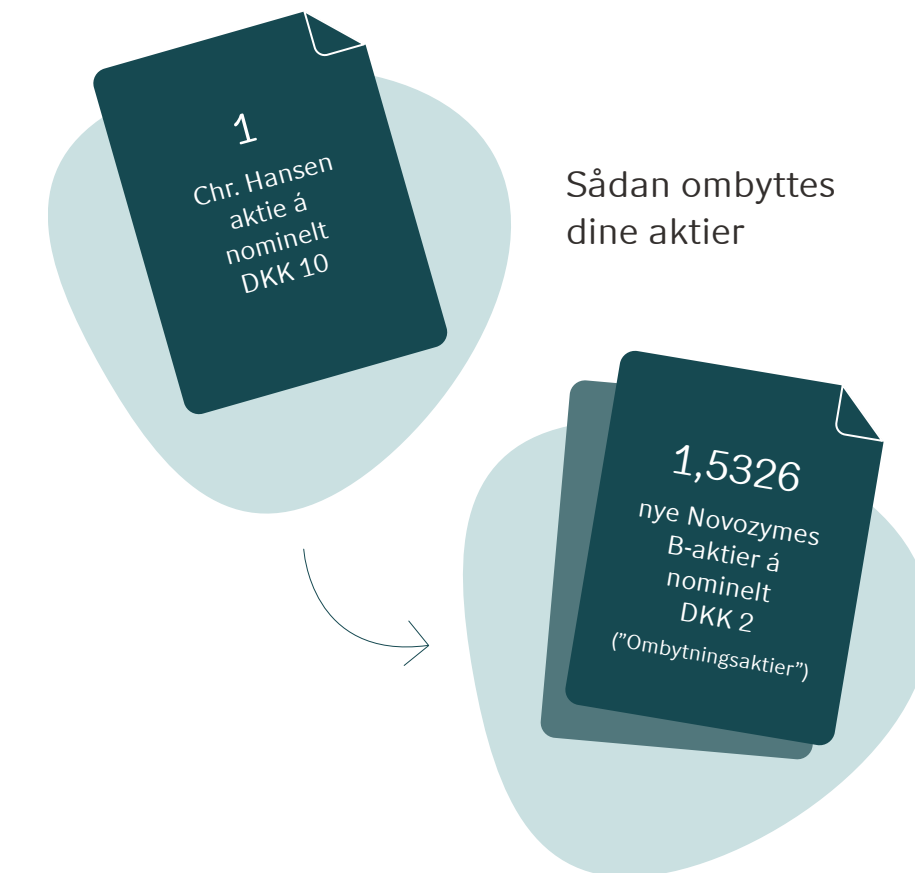 1
Chr. Hansen
aktie á
nominelt
DKK 10
Sådan ombyttes
dine aktier
1,5326
nye Novozymes
B-aktier á
nominelt
DKK 2
(”Ombytningsaktier”)